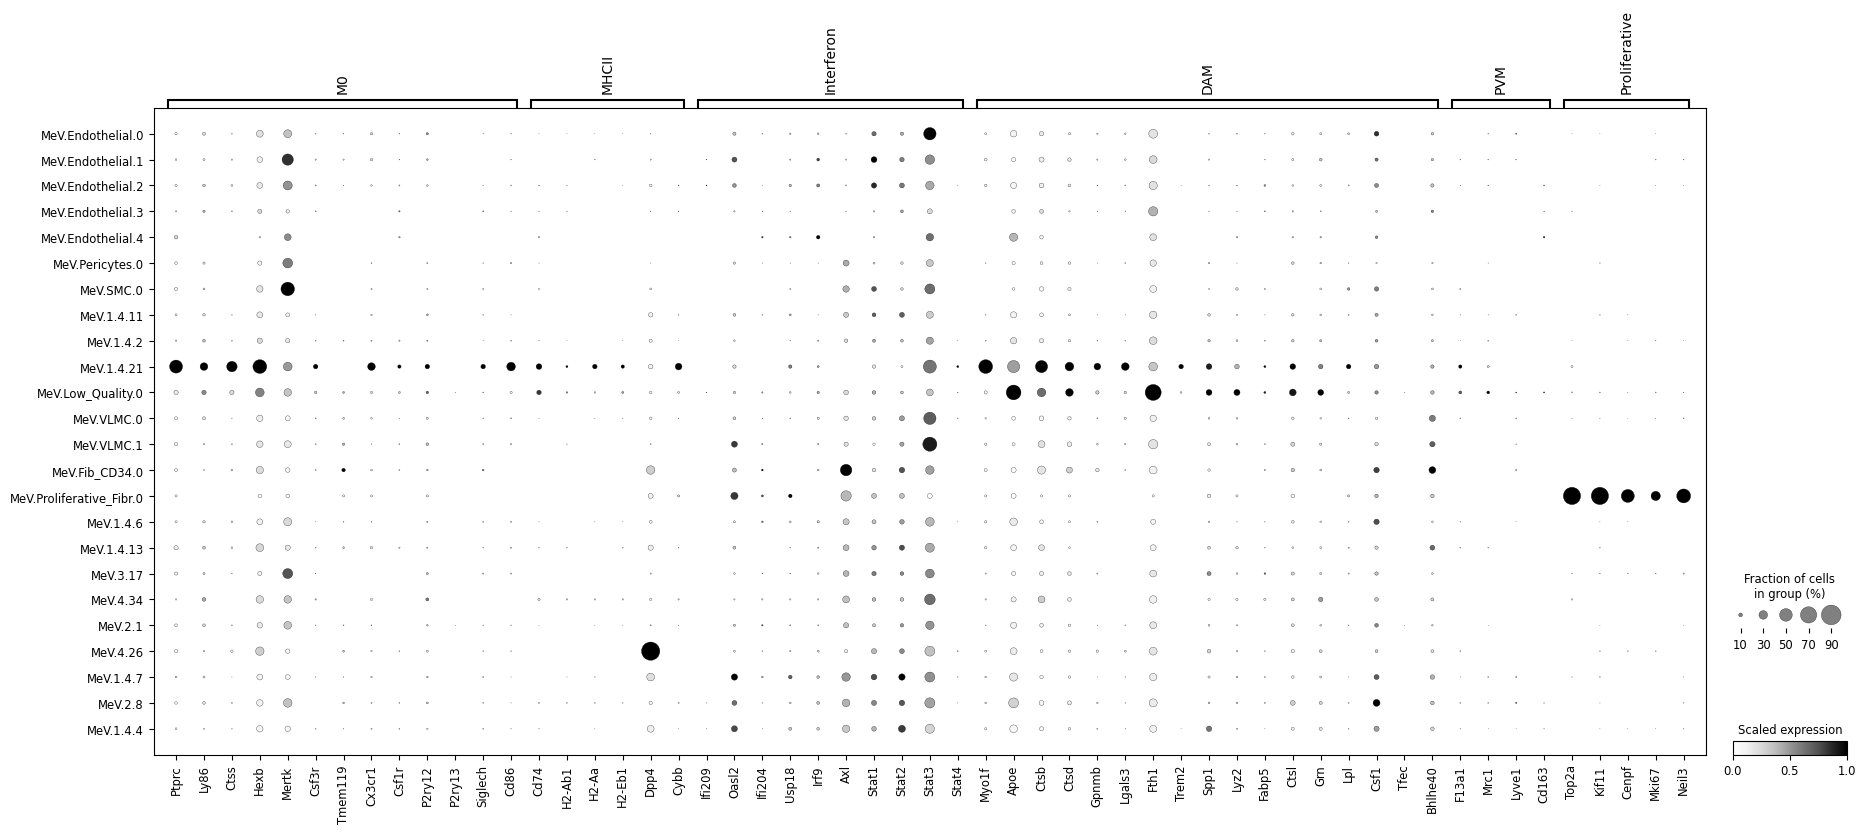 M0
MHCII
Interferon
DAM
PVM
Proliferative
MeV.Endothelial.0
MeV.Endothelial.1
MeV.Endothelial.2
MeV.Endothelial.3
MeV.Endothelial.4
MeV.Pericytes.0
MeV.SMC.0
MeV.1.4.11
MeV.1.4.2
MeV.1.4.21
MeV.Low_Quality.0
MeV.VLMC.0
MeV.VLMC.1
MeV.Fib_CD34.0
MeV.Proliferative_Fibr.0
MeV.1.4.6
MeV.1.4.13
MeV.3.17
MeV.4.34
MeV.2.1
MeV.4.26
MeV.1.4.7
MeV.2.8
MeV.1.4.4
Ptprc
Ly86
Ctss
Hexb
Mertk
Csf3r
Tmem119
Cx3cr1
Csf1r
P2ry12
P2ry13
Siglech
Cd86
Cd74
H2-Ab1
H2-Aa
H2-Eb1
Dpp4
Cybb
Ifi209
Oasl2
Ifi204
Usp18
Irf9
Axl
Stat1
Stat2
Stat3
Stat4
Myo1f
Apoe
Ctsb
Ctsd
Gpnmb
Lgals3
Fth1
Trem2
Spp1
Lyz2
Fabp5
Ctsl
Grn
Lpl
Csf1
Tfec
Bhlhe40
F13a1
Mrc1
Lyve1
Cd163
Top2a
Kif11
Cenpf
Mki67
Neil3
Fraction of cells
in group (%)
10 30 50 70 90
Scaled expression
0.0 0.5 1.0